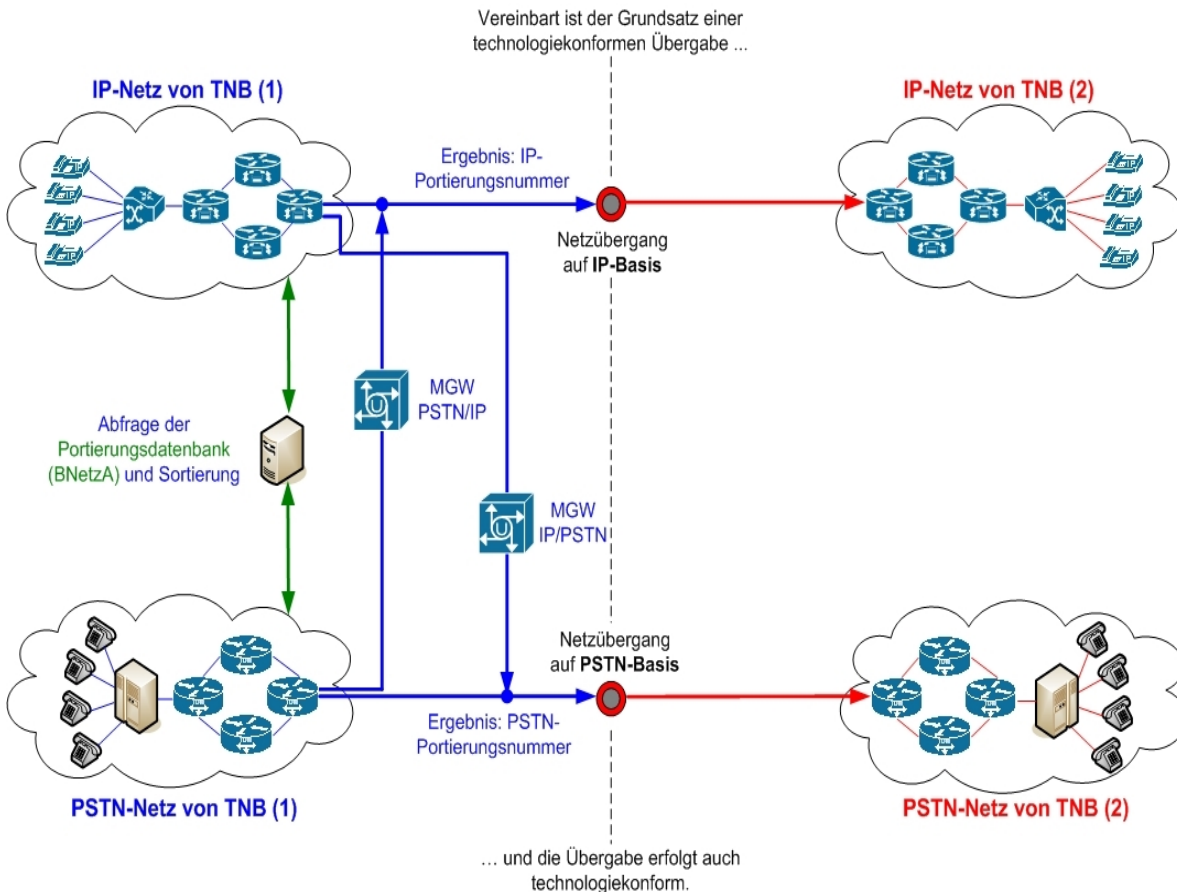 Vereinbart ist der Grundsatz einer
technologiekonformen Übergabe ...
IP-Netz von TNB (1)
IP-Netz von TNB (2)
Ergebnis: IP-
Portierungsnummer
Netzübergang
auf IP-Basis
MGW
PSTN/IP
Abfrage der
Portierungsdatenbank
(BNetzA) und Sortierung
MGW
IP/PSTN
Netzübergang
auf PSTN-Basis
Ergebnis: PSTN-
Portierungsnummer
PSTN-Netz von TNB (1)
PSTN-Netz von TNB (2)
... und die Übergabe erfolgt auch
technologiekonform.